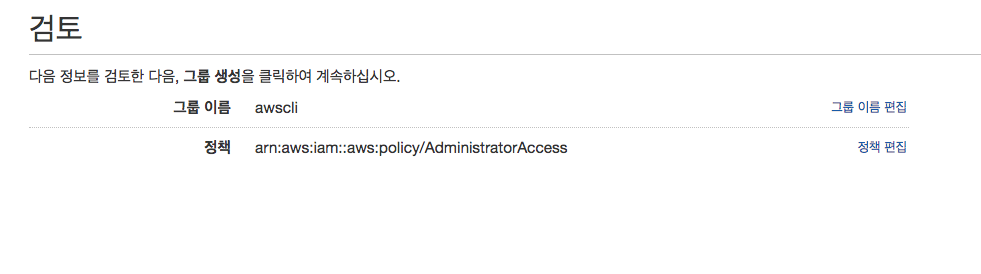 검토
다음 정보를 검토한 다음, 그룹 생성을 클릭하여 계속하십시오.
그룹 이름 awscli 그룹 이름 편집
정책 arn:aws:iam::aws:policy/AdministratorAccess 정책 편집